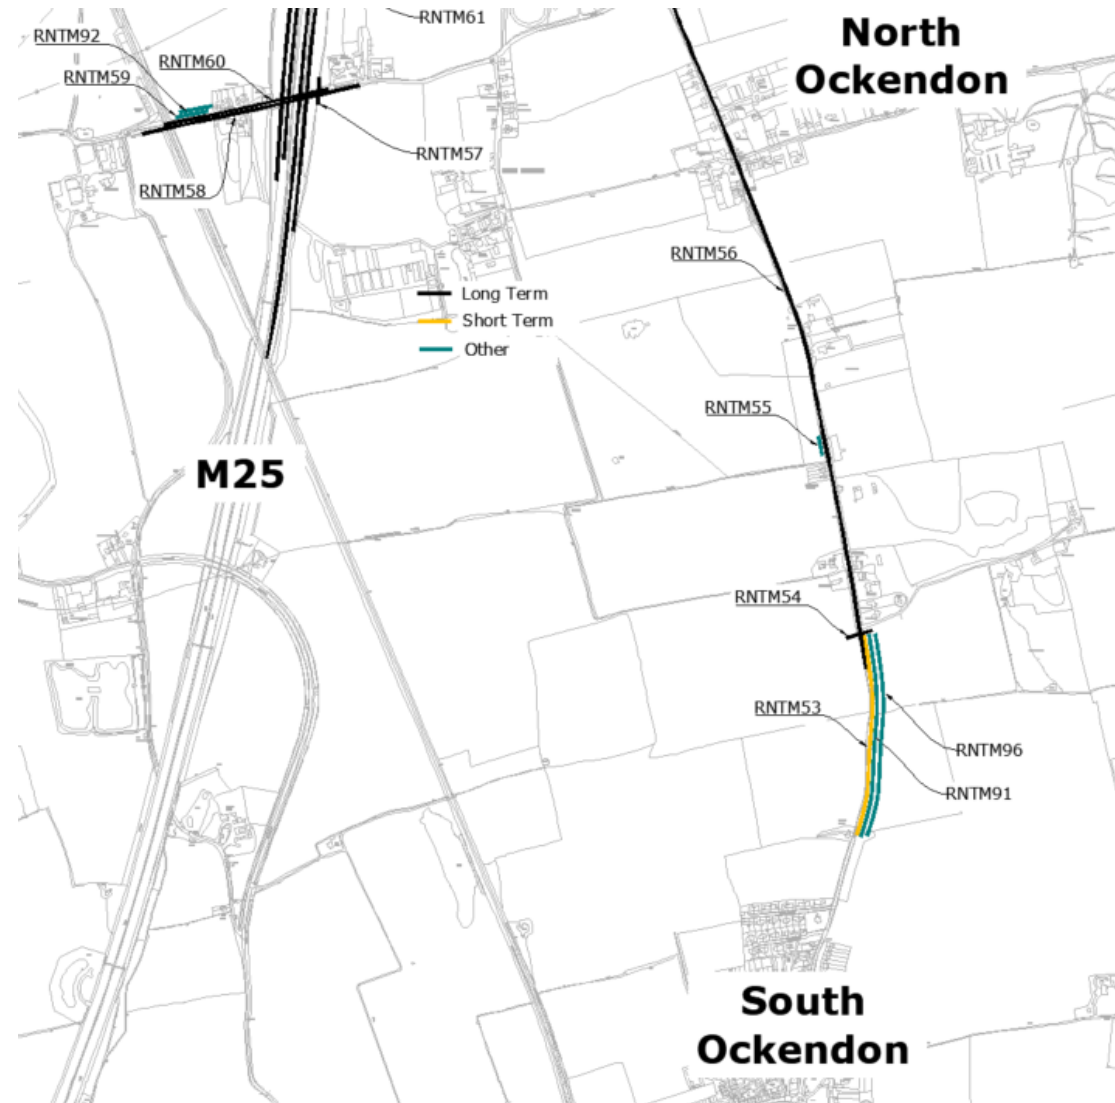 RNTM61
North
Ockendon
RNTM92
RNTM60
RNTM59
RNTM57
RNTM58
RNTM56
Long Term
Short Term
Other
RNTM55
M25
RNTM54
RNTM53
RNTM96
RNTM91
South
Ockendon